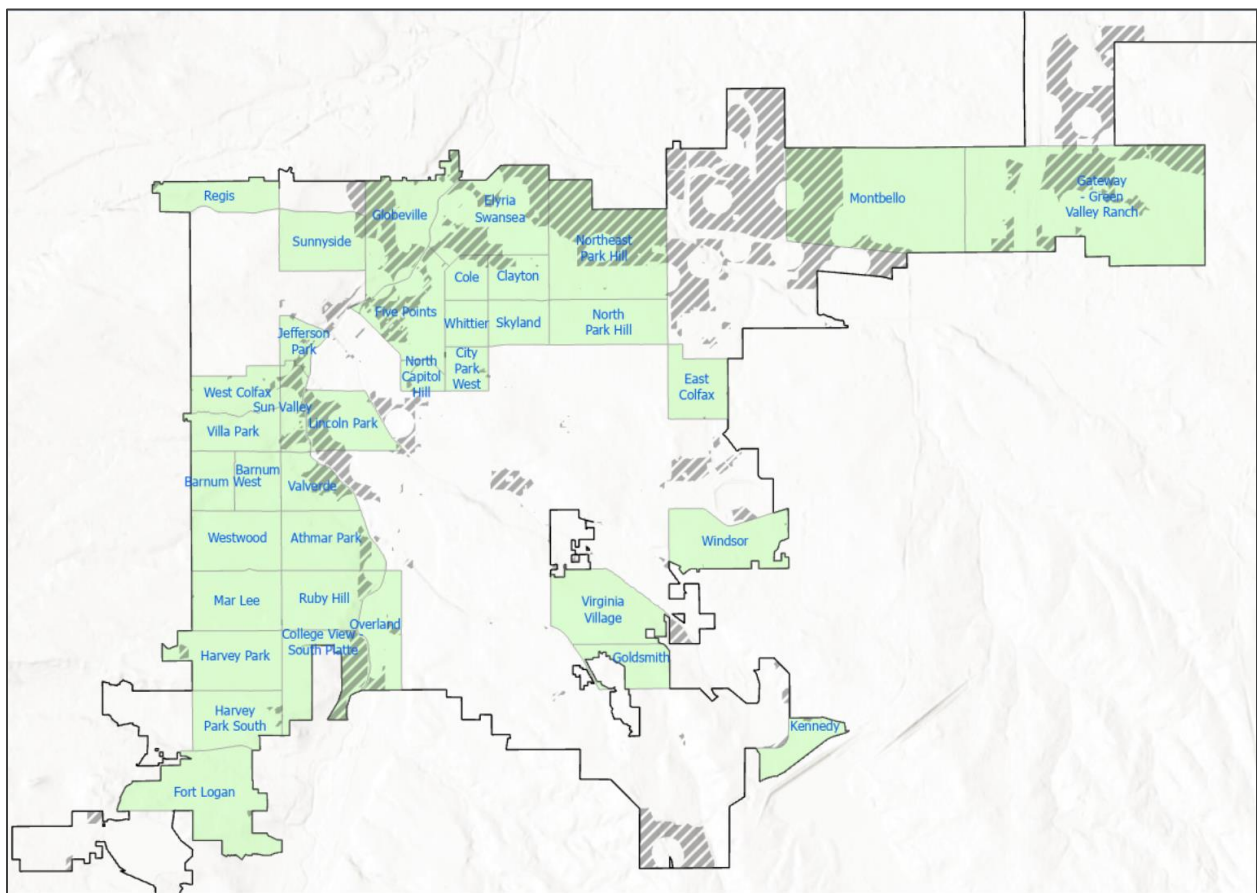 Regis
Globeville
Elyria
Swansea
Montbello
Gateway
- Green
Valley Ranch
Sunnyside
Northeast
Park Hill
Cole
Clayton
Five Points
Whittier
Skyland
North
Park Hill
Jefferson
Park
North
Capitol
Hill
City
Park
West
East
Colfax
West Colfax
Sun Valley
Lincoln Park
Villa Park
Barnum
Barnum
West
Valverde
Westwood
Athmar Park
Windsor
Mar Lee
Ruby Hill
Virginia
Village
Overland
College View -
South Platte
Harvey Park
Goldsmith
Harvey
Park South
Kennedy
Fort Logan